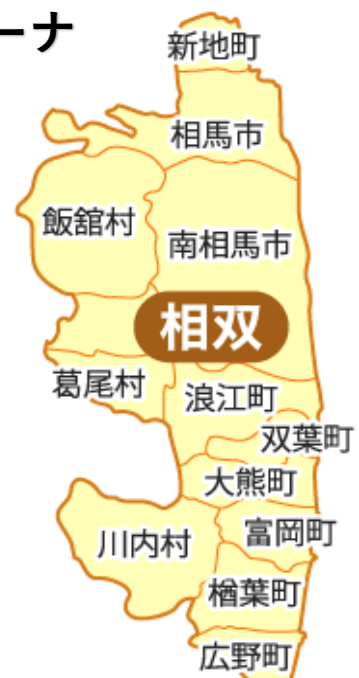 ーナ
新地町
相馬市
飯舘村
南相馬市
相双
葛尾村
浪江町
双葉町
大熊町
富岡町
川内村
楢葉町
広野町